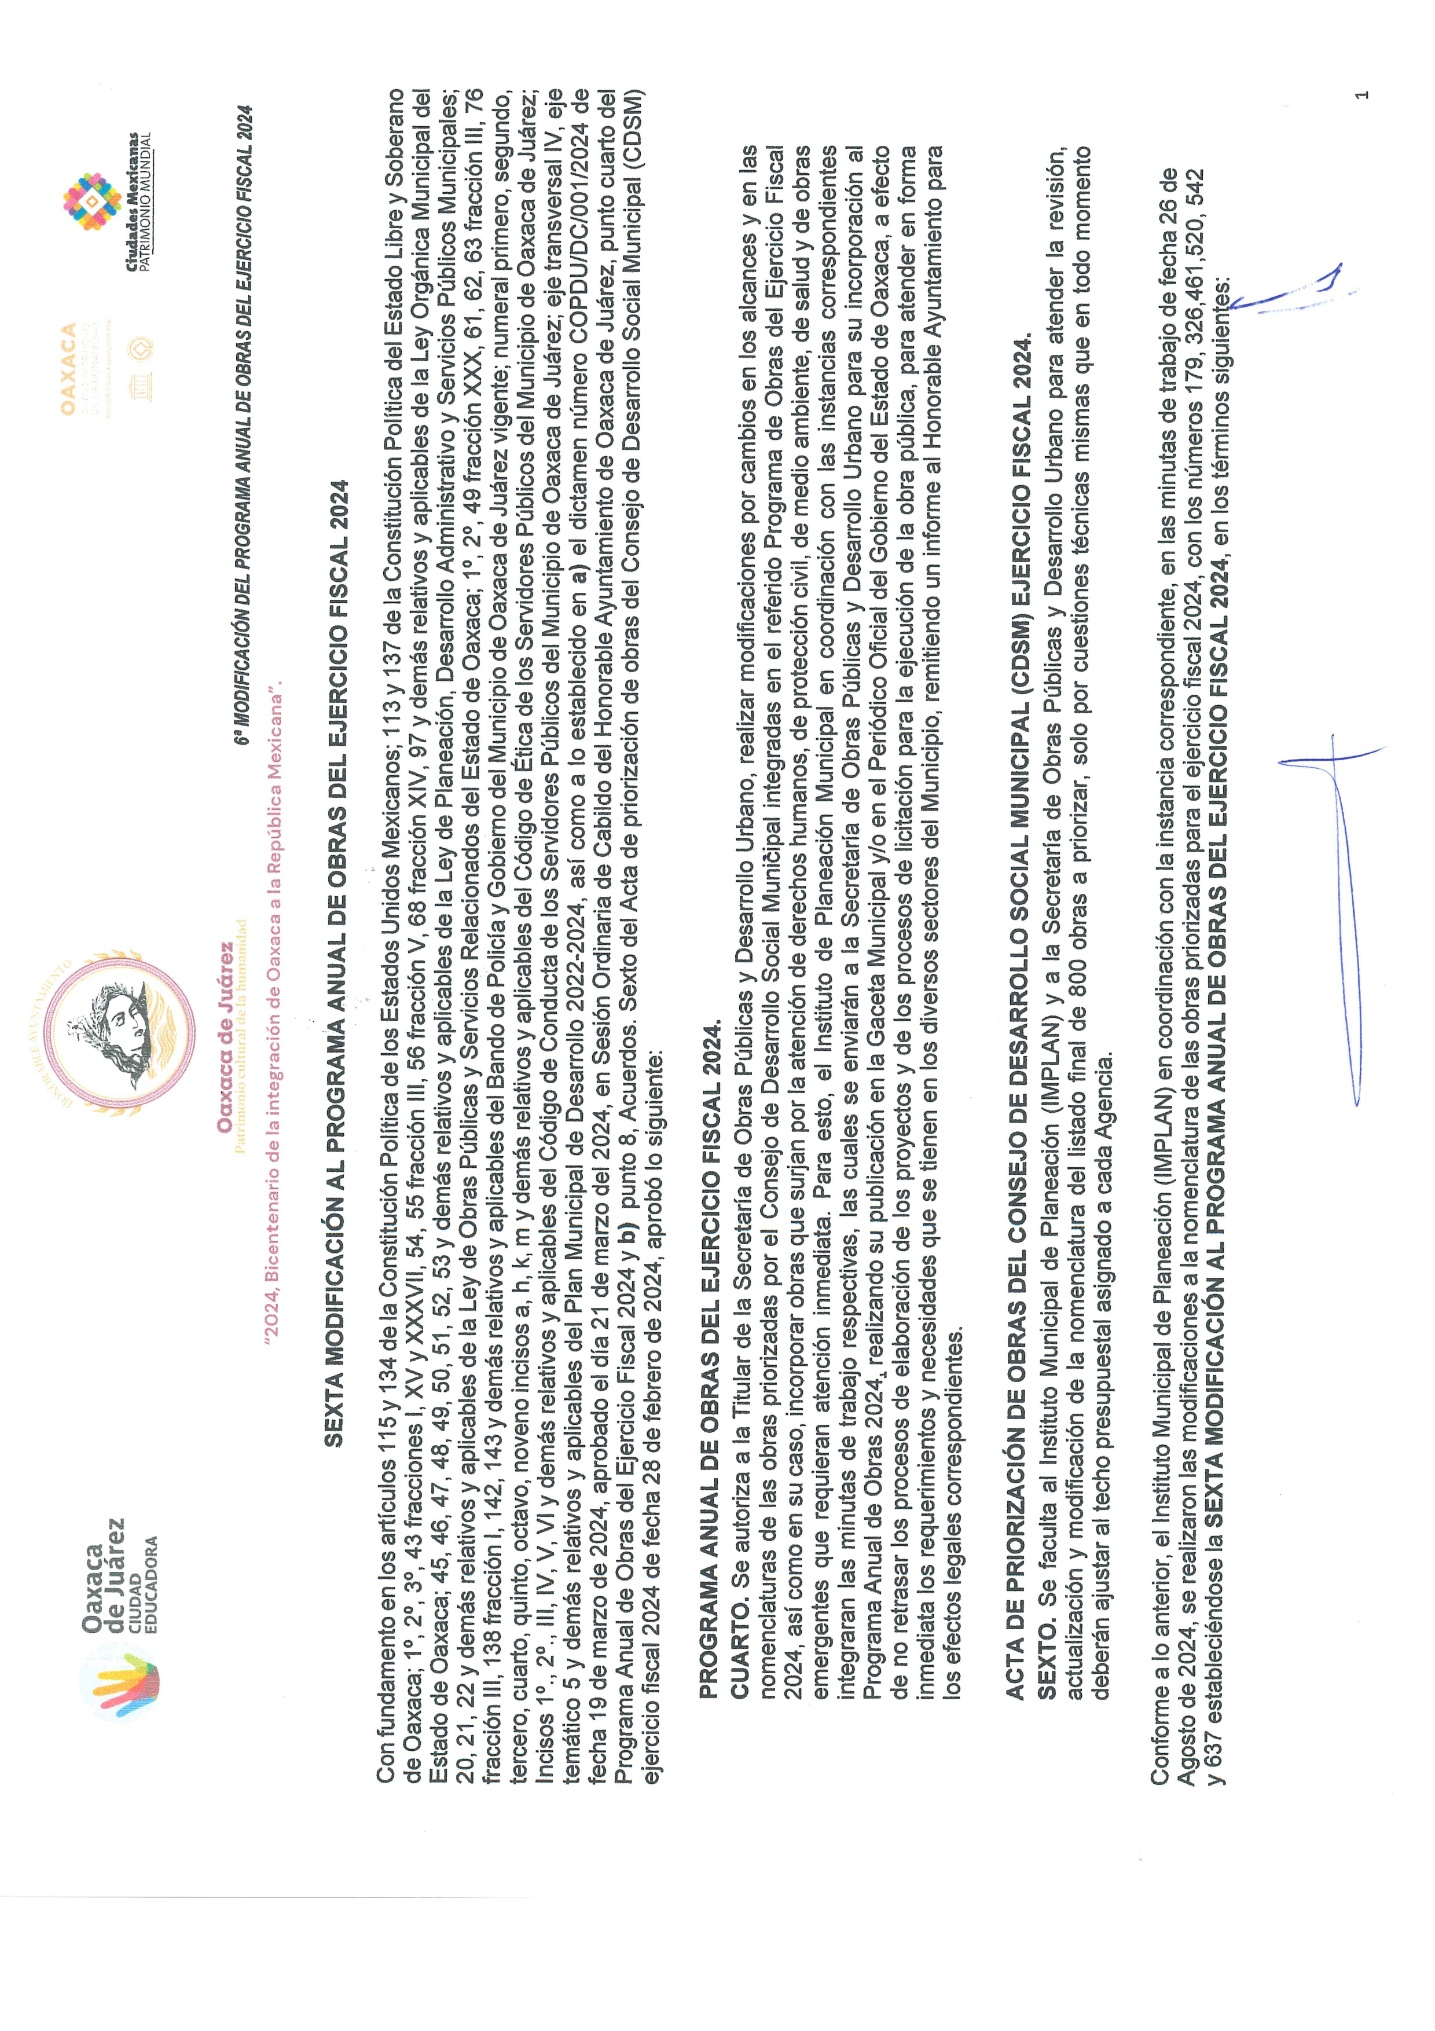 Oaxaca
de Juárez
CIUDAD
EDUCADORA
HONORABLE AYUNTAMIENTO
Oaxaca de Juárez
Patrimonio cultural de la humanidad
OAXACA
Ciudades Mexicanas
PATRIMONIO MUNDIAL
6ª MODIFICACIÓN DEL PROGRAMA ANUAL DE OBRAS DEL EJERCICIO FISCAL 2024
"2024, Bicentenario de la integración de Oaxaca a la República Mexicana".
SEXTA MODIFICACIÓN AL PROGRAMA ANUAL DE OBRAS DEL EJERCICIO FISCAL 2024
Con fundamento en los artículos 115 y 134 de la Constitución Política de los Estados Unidos Mexicanos; 113 y 137 de la Constitución Política del Estado Libre y Soberano
de Oaxaca; 1º, 2º, 3º, 43 fracciones I, XV y XXXVII, 54, 55 fracción III, 56 fracción V, 68 fracción XIV, 97 y demás relativos y aplicables de la Ley Orgánica Municipal del
Estado de Oaxaca; 45, 46, 47, 48, 49, 50, 51, 52, 53 y demás relativos y aplicables de la Ley de Planeación, Desarrollo Administrativo y Servicios Públicos Municipales;
20, 21, 22 y demás relativos y aplicables de la Ley de Obras Públicas y Servicios Relacionados del Estado de Oaxaca; 1º, 2º, 49 fracción XXX, 61, 62, 63 fracción III, 76
fracción III, 138 fracción I, 142, 143 y demás relativos y aplicables del Bando de Policía y Gobierno del Municipio de Oaxaca de Juárez vigente; numeral primero, segundo,
tercero, cuarto, quinto, octavo, noveno incisos a, h, k, m y demás relativos y aplicables del Código de Ética de los Servidores Públicos del Municipio de Oaxaca de Juárez;
Incisos 1º., 2º., III, IV, V, VI y demás relativos y aplicables del Código de Conducta de los Servidores Públicos del Municipio de Oaxaca de Juárez; eje transversal IV, eje
temático 5 y demás relativos y aplicables del Plan Municipal de Desarrollo 2022-2024, así como a lo establecido en a) el dictamen número COPDU/DC/001/2024 de
fecha 19 de marzo de 2024, aprobado el día 21 de marzo del 2024, en Sesión Ordinaria de Cabildo del Honorable Ayuntamiento de Oaxaca de Juárez, punto cuarto del
Programa Anual de Obras del Ejercicio Fiscal 2024 y b) punto 8, Acuerdos. Sexto del Acta de priorización de obras del Consejo de Desarrollo Social Municipal (CDSM)
ejercicio fiscal 2024 de fecha 28 de febrero de 2024, aprobó lo siguiente:
PROGRAMA ANUAL DE OBRAS DEL EJERCICIO FISCAL 2024.
CUARTO. Se autoriza a la Titular de la Secretaría de Obras Públicas y Desarrollo Urbano, realizar modificaciones por cambios en los alcances y en las
nomenclaturas de las obras priorizadas por el Consejo de Desarrollo Social Municipal integradas en el referido Programa de Obras del Ejercicio Fiscal
2024, así como en su caso, incorporar obras que surjan por la atención de derechos humanos, de protección civil, de medio ambiente, de salud y de obras
emergentes que requieran atención inmediata. Para esto, el Instituto de Planeación Municipal en coordinación con las instancias correspondientes
integraran las minutas de trabajo respectivas, las cuales se enviarán a la Secretaría de Obras Públicas y Desarrollo Urbano para su incorporación al
Programa Anual de Obras 2024, realizando su publicación en la Gaceta Municipal y/o en el Periódico Oficial del Gobierno del Estado de Oaxaca, a efecto
de no retrasar los procesos de elaboración de los proyectos y de los procesos de licitación para la ejecución de la obra pública, para atender en forma
inmediata los requerimientos y necesidades que se tienen en los diversos sectores del Municipio, remitiendo un informe al Honorable Ayuntamiento para
los efectos legales correspondientes.
ACTA DE PRIORIZACIÓN DE OBRAS DEL CONSEJO DE DESARROLLO SOCIAL MUNICIPAL (CDSM) EJERCICIO FISCAL 2024.
SEXTO. Se faculta al Instituto Municipal de Planeación (IMPLAN) y a la Secretaría de Obras Públicas y Desarrollo Urbano para atender la revisión,
actualización y modificación de la nomenclatura del listado final de 800 obras a priorizar, solo por cuestiones técnicas mismas que en todo momento
deberán ajustar al techo presupuestal asignado a cada Agencia.
Conforme a lo anterior, el Instituto Municipal de Planeación (IMPLAN) en coordinación con la instancia correspondiente, en las minutas de trabajo de fecha 26 de
Agosto de 2024, se realizaron las modificaciones a la nomenclatura de las obras priorizadas para el ejercicio fiscal 2024, con los números 179, 326,461,520, 542
y 637 estableciéndose la SEXTA MODIFICACIÓN AL PROGRAMA ANUAL DE OBRAS DEL EJERCICIO FISCAL 2024, en los términos siguientes:
1